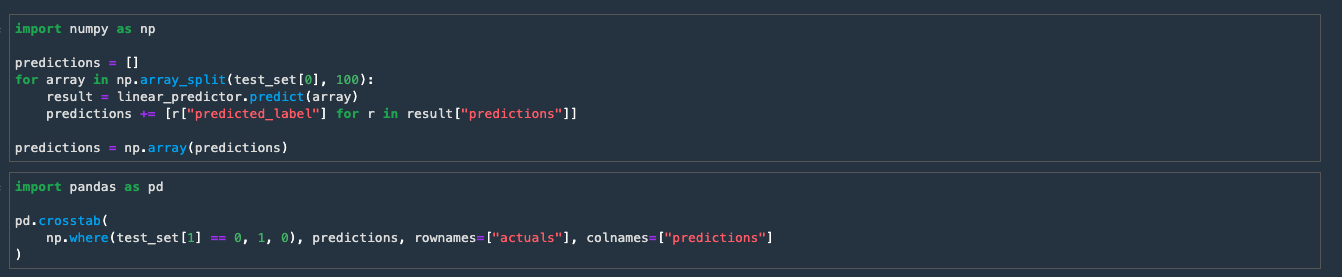 import numpy as np
predictions = []
for array in np.array_split(test_set[0], 100):
    result = linear_predictor.predict(array)
    predictions += [r["predicted_label"] for r in result["predictions"]]
predictions = np.array(predictions)
import pandas as pd
pd.crosstab(
    np.where(test_set[1] == 0, 1, 0), predictions, rownames=["actuals"], colnames=["predictions"]
)